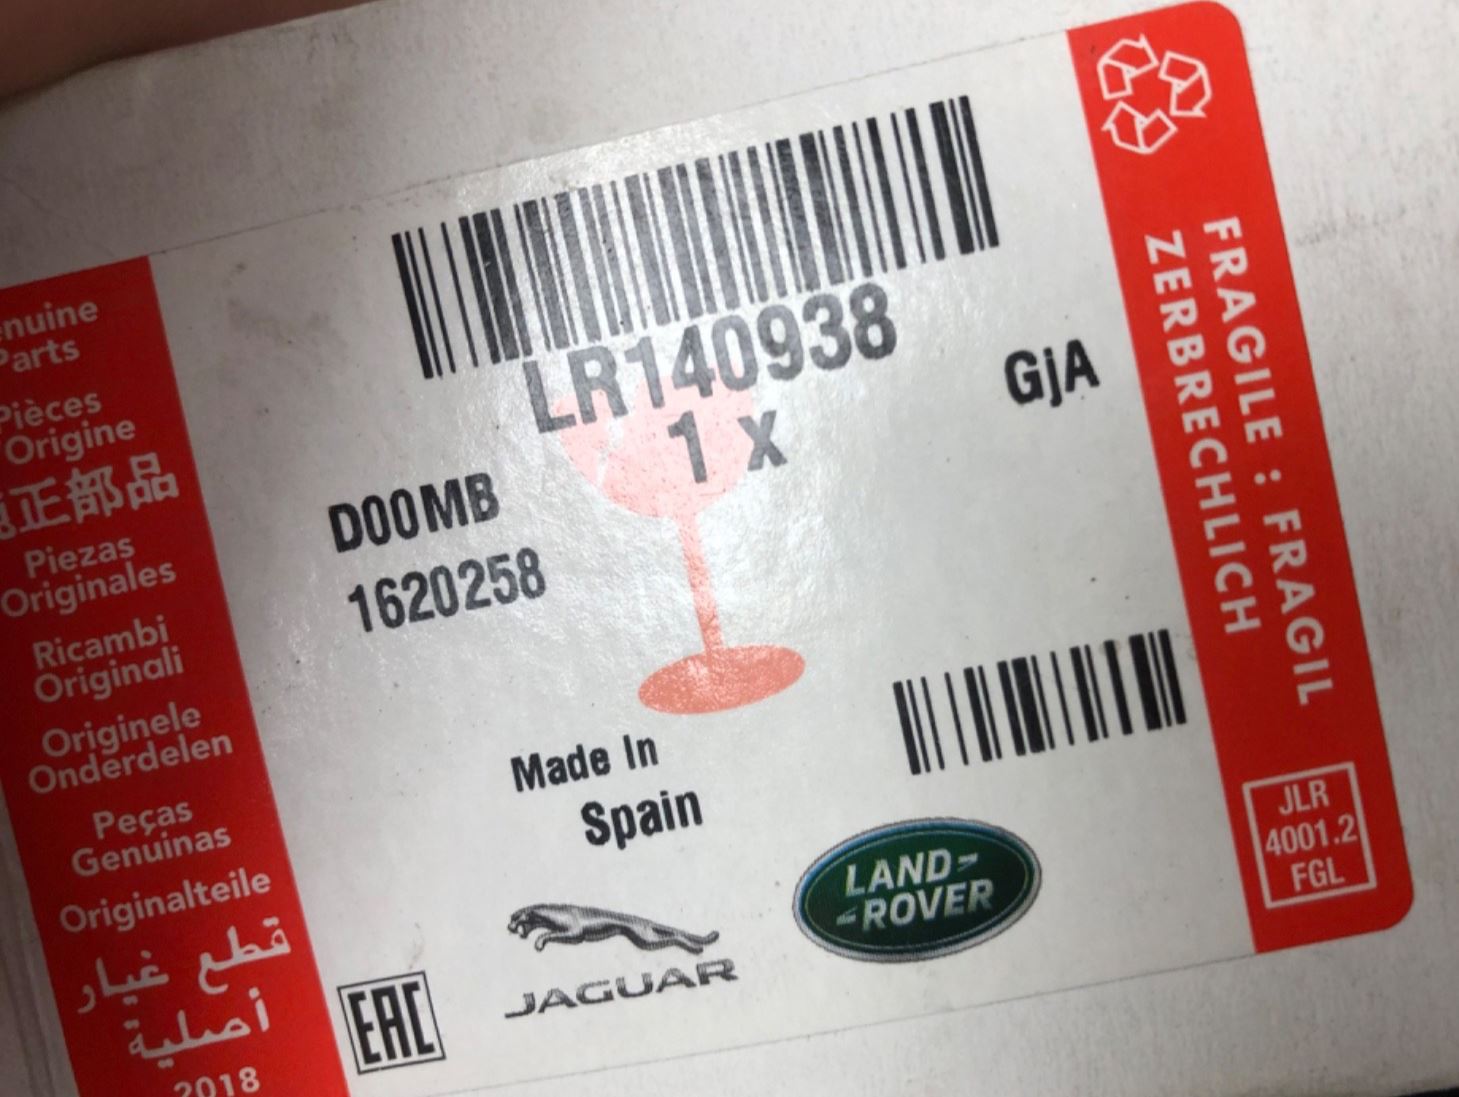 Parts
Pièces
Origine
正部品
Piezas
Originales
Ricambi
Originali
Originele
Onderdelen
Peças
Genuinas
Originalteile
قطع غيار
أصلية
2018
LR140938
1 x
GjA
D00MB
1620258
Made In
Spain
EAC
JAGUAR
LAND-
-ROVER
FRAGILE : FRAGIL
ZERBRECHLICH
JLR
4001.2
FGL